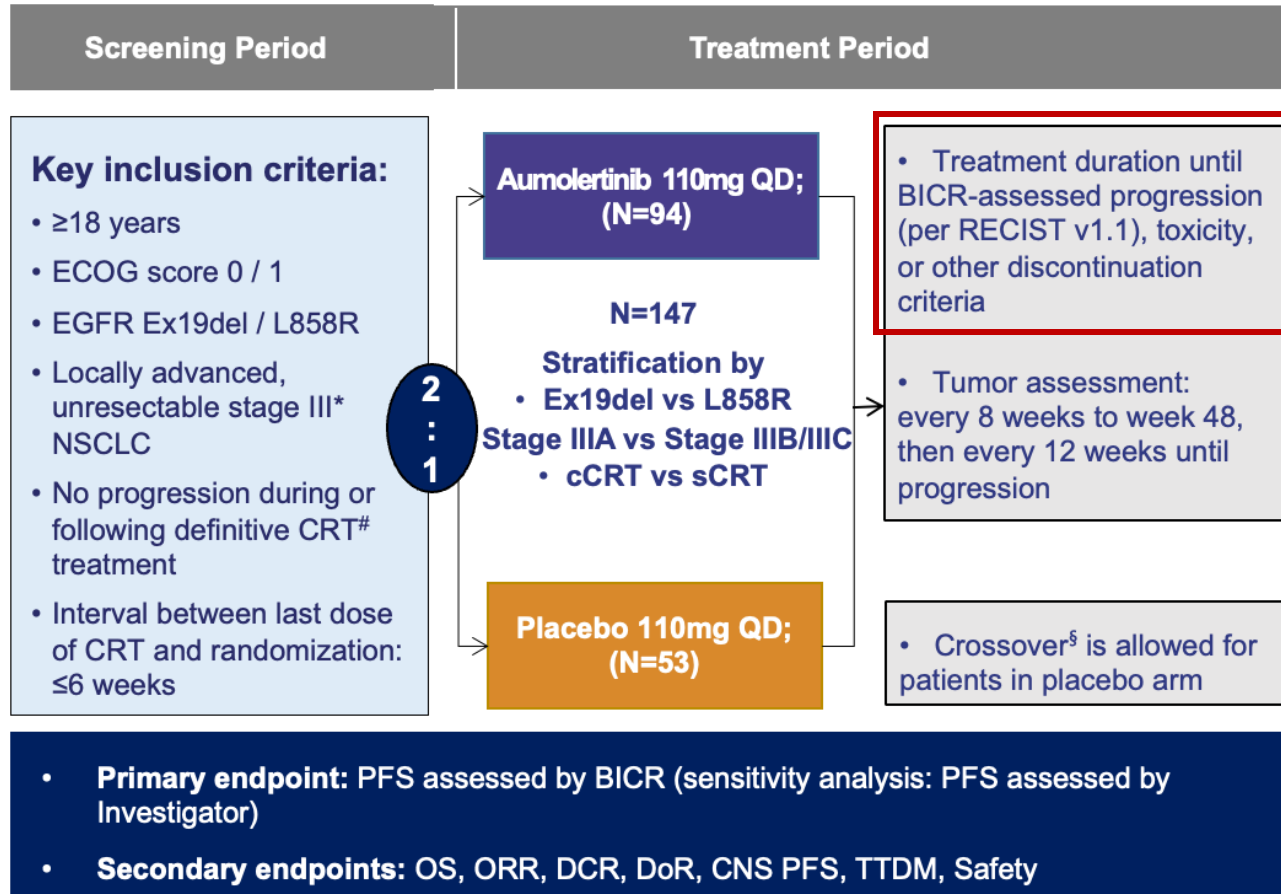 Screening Period
Treatment Period
Key inclusion criteria:
• ≥18 years
• ECOG score 0 / 1
• EGFR Ex19del / L858R
• Locally advanced,
unresectable stage III*
NSCLC
• No progression during or
following definitive CRT#
treatment
• Interval between last dose
of CRT and randomization:
≤6 weeks
2
:
1
Aumolertinib 110mg QD;
(N=94)
N=147
Stratification by
• Ex19del vs L858R
Stage IIIA vs Stage IIIB/IIIC
• cCRT vs sCRT
Placebo 110mg QD;
(N=53)
• Treatment duration until
BICR-assessed progression
(per RECIST v1.1), toxicity,
or other discontinuation
criteria
• Tumor assessment:
every 8 weeks to week 48,
then every 12 weeks until
progression
• Crossover§ is allowed for
patients in placebo arm
• Primary endpoint: PFS assessed by BICR (sensitivity analysis: PFS assessed by
Investigator)
• Secondary endpoints: OS, ORR, DCR, DoR, CNS PFS, TTDM, Safety